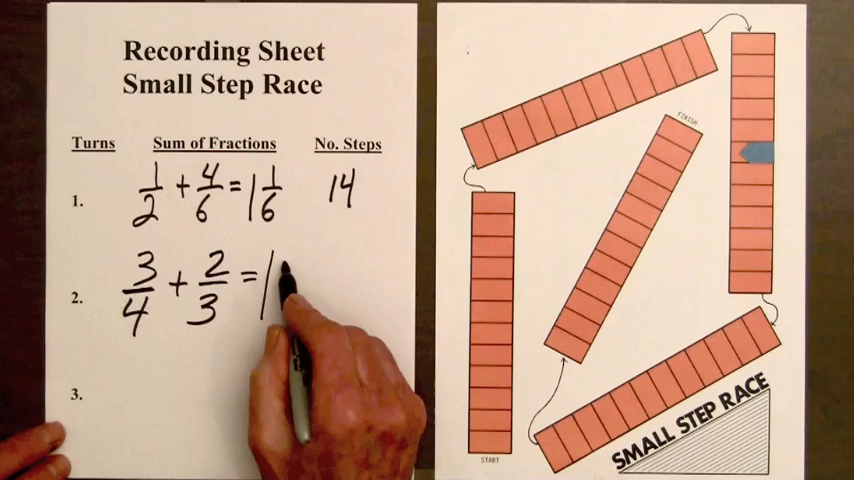 Recording Sheet
Small Step Race
Turns Sum of Fractions No. Steps
1. 1/2 + 4/6 = 1 1/6 14
2. 3/4 + 2/3 = 1
3.
FINISH
START
SMALL STEP RACE